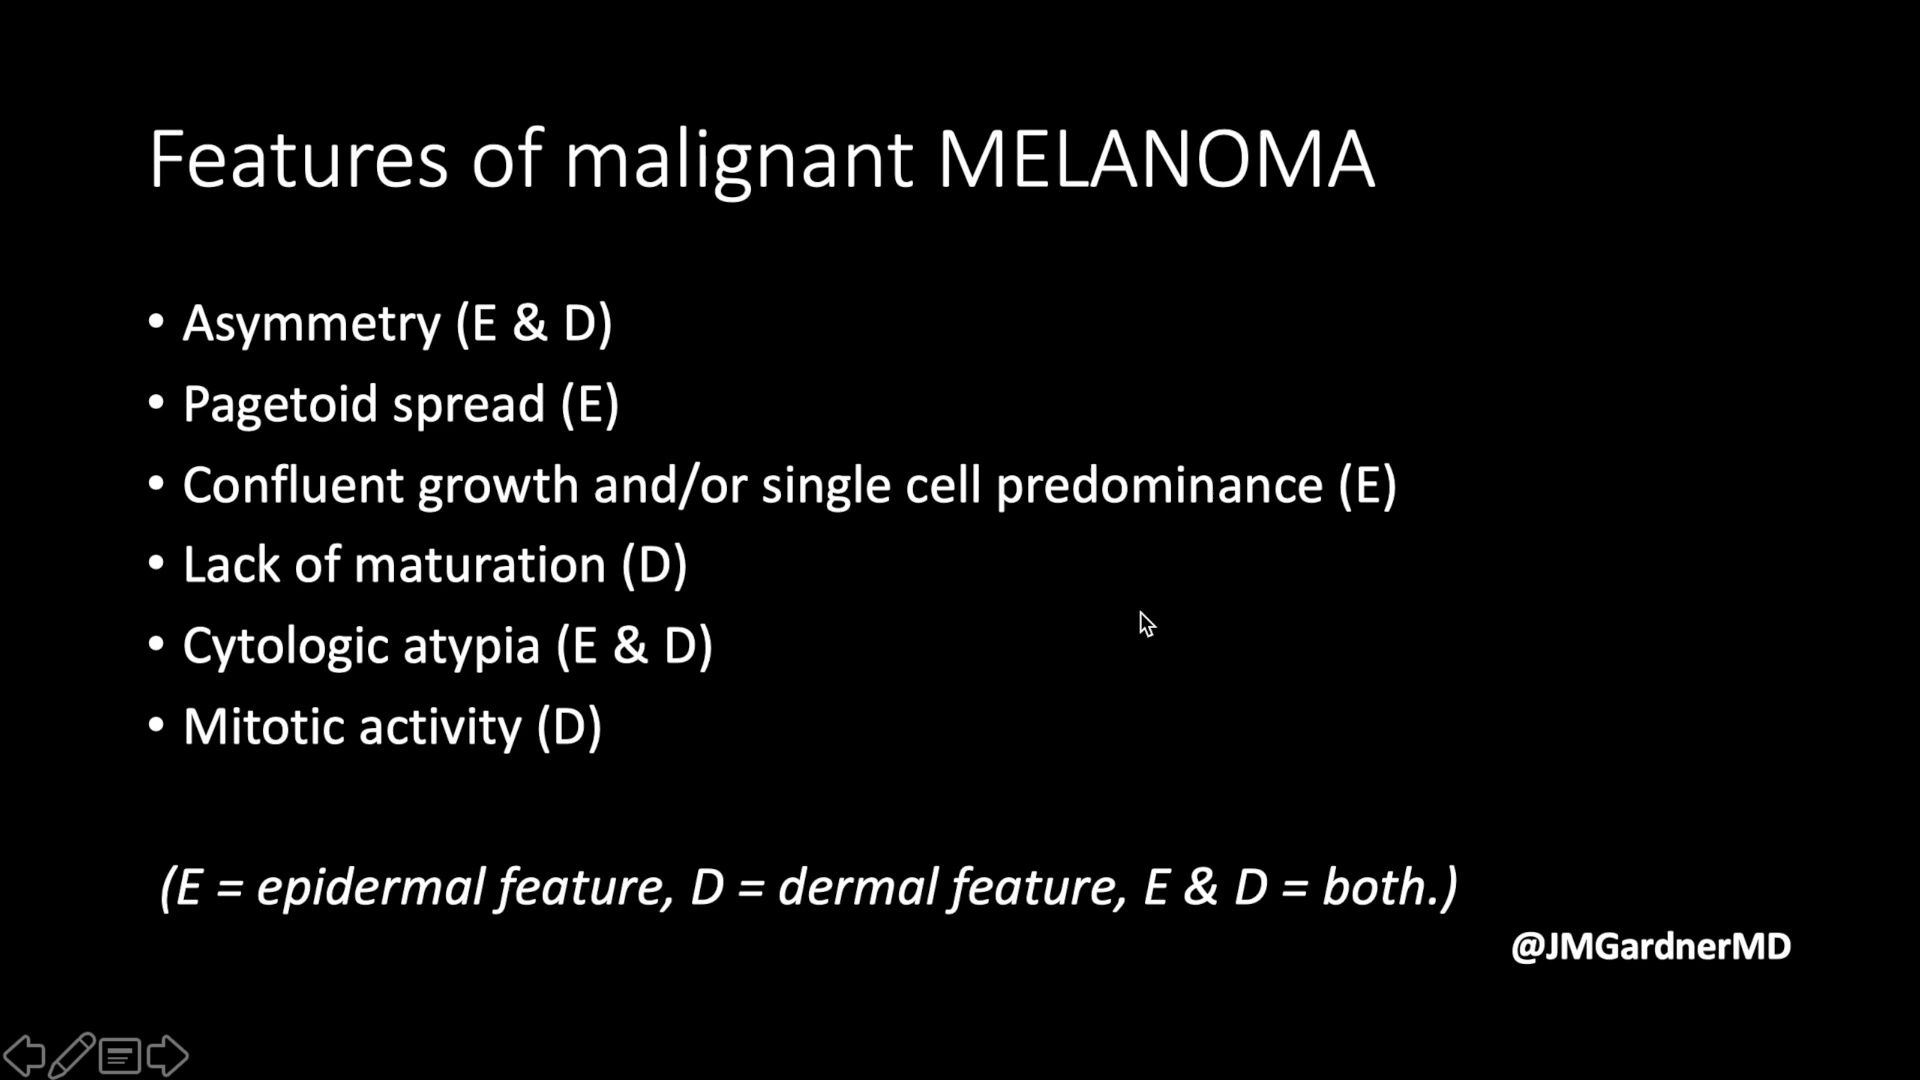 Features of malignant MELANOMA
• Asymmetry (E & D)
• Pagetoid spread (E)
• Confluent growth and/or single cell predominance (E)
• Lack of maturation (D)
• Cytologic atypia (E & D)
• Mitotic activity (D)
(E = epidermal feature, D = dermal feature, E & D = both.)
@JMGardnerMD